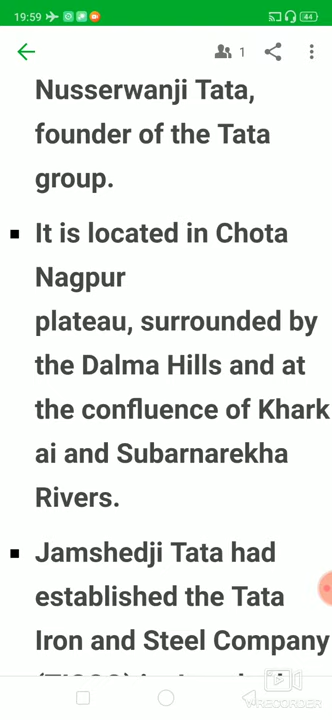 19:59
44
1
Nusserwanji Tata,
founder of the Tata
group.
It is located in Chota
Nagpur
plateau, surrounded by
the Dalma Hills and at
the confluence of Khark
ai and Subarnarekha
Rivers.
Jamshedji Tata had
established the Tata
Iron and Steel Company
RECORDER